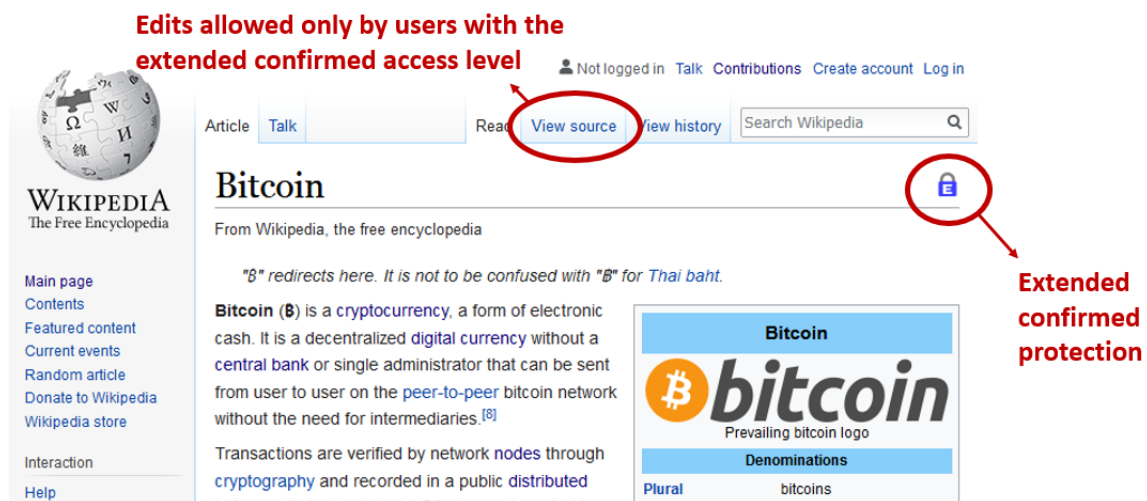 Edits allowed only by users with the
extended confirmed access level
Not logged in Talk Contributions Create account Log in
Article Talk Read View source View history Search Wikipedia
WIKIPEDIA
The Free Encyclopedia
Bitcoin
E
From Wikipedia, the free encyclopedia
"₿" redirects here. It is not to be confused with "฿" for Thai baht.
Main page
Contents
Featured content
Current events
Random article
Donate to Wikipedia
Wikipedia store
Interaction
Help
Bitcoin (₿) is a cryptocurrency, a form of electronic
cash. It is a decentralized digital currency without a
central bank or single administrator that can be sent
from user to user on the peer-to-peer bitcoin network
without the need for intermediaries.[8]
Transactions are verified by network nodes through
cryptography and recorded in a public distributed
Bitcoin
bitcoin
Prevailing bitcoin logo
Denominations
Plural bitcoins
Extended
confirmed
protection